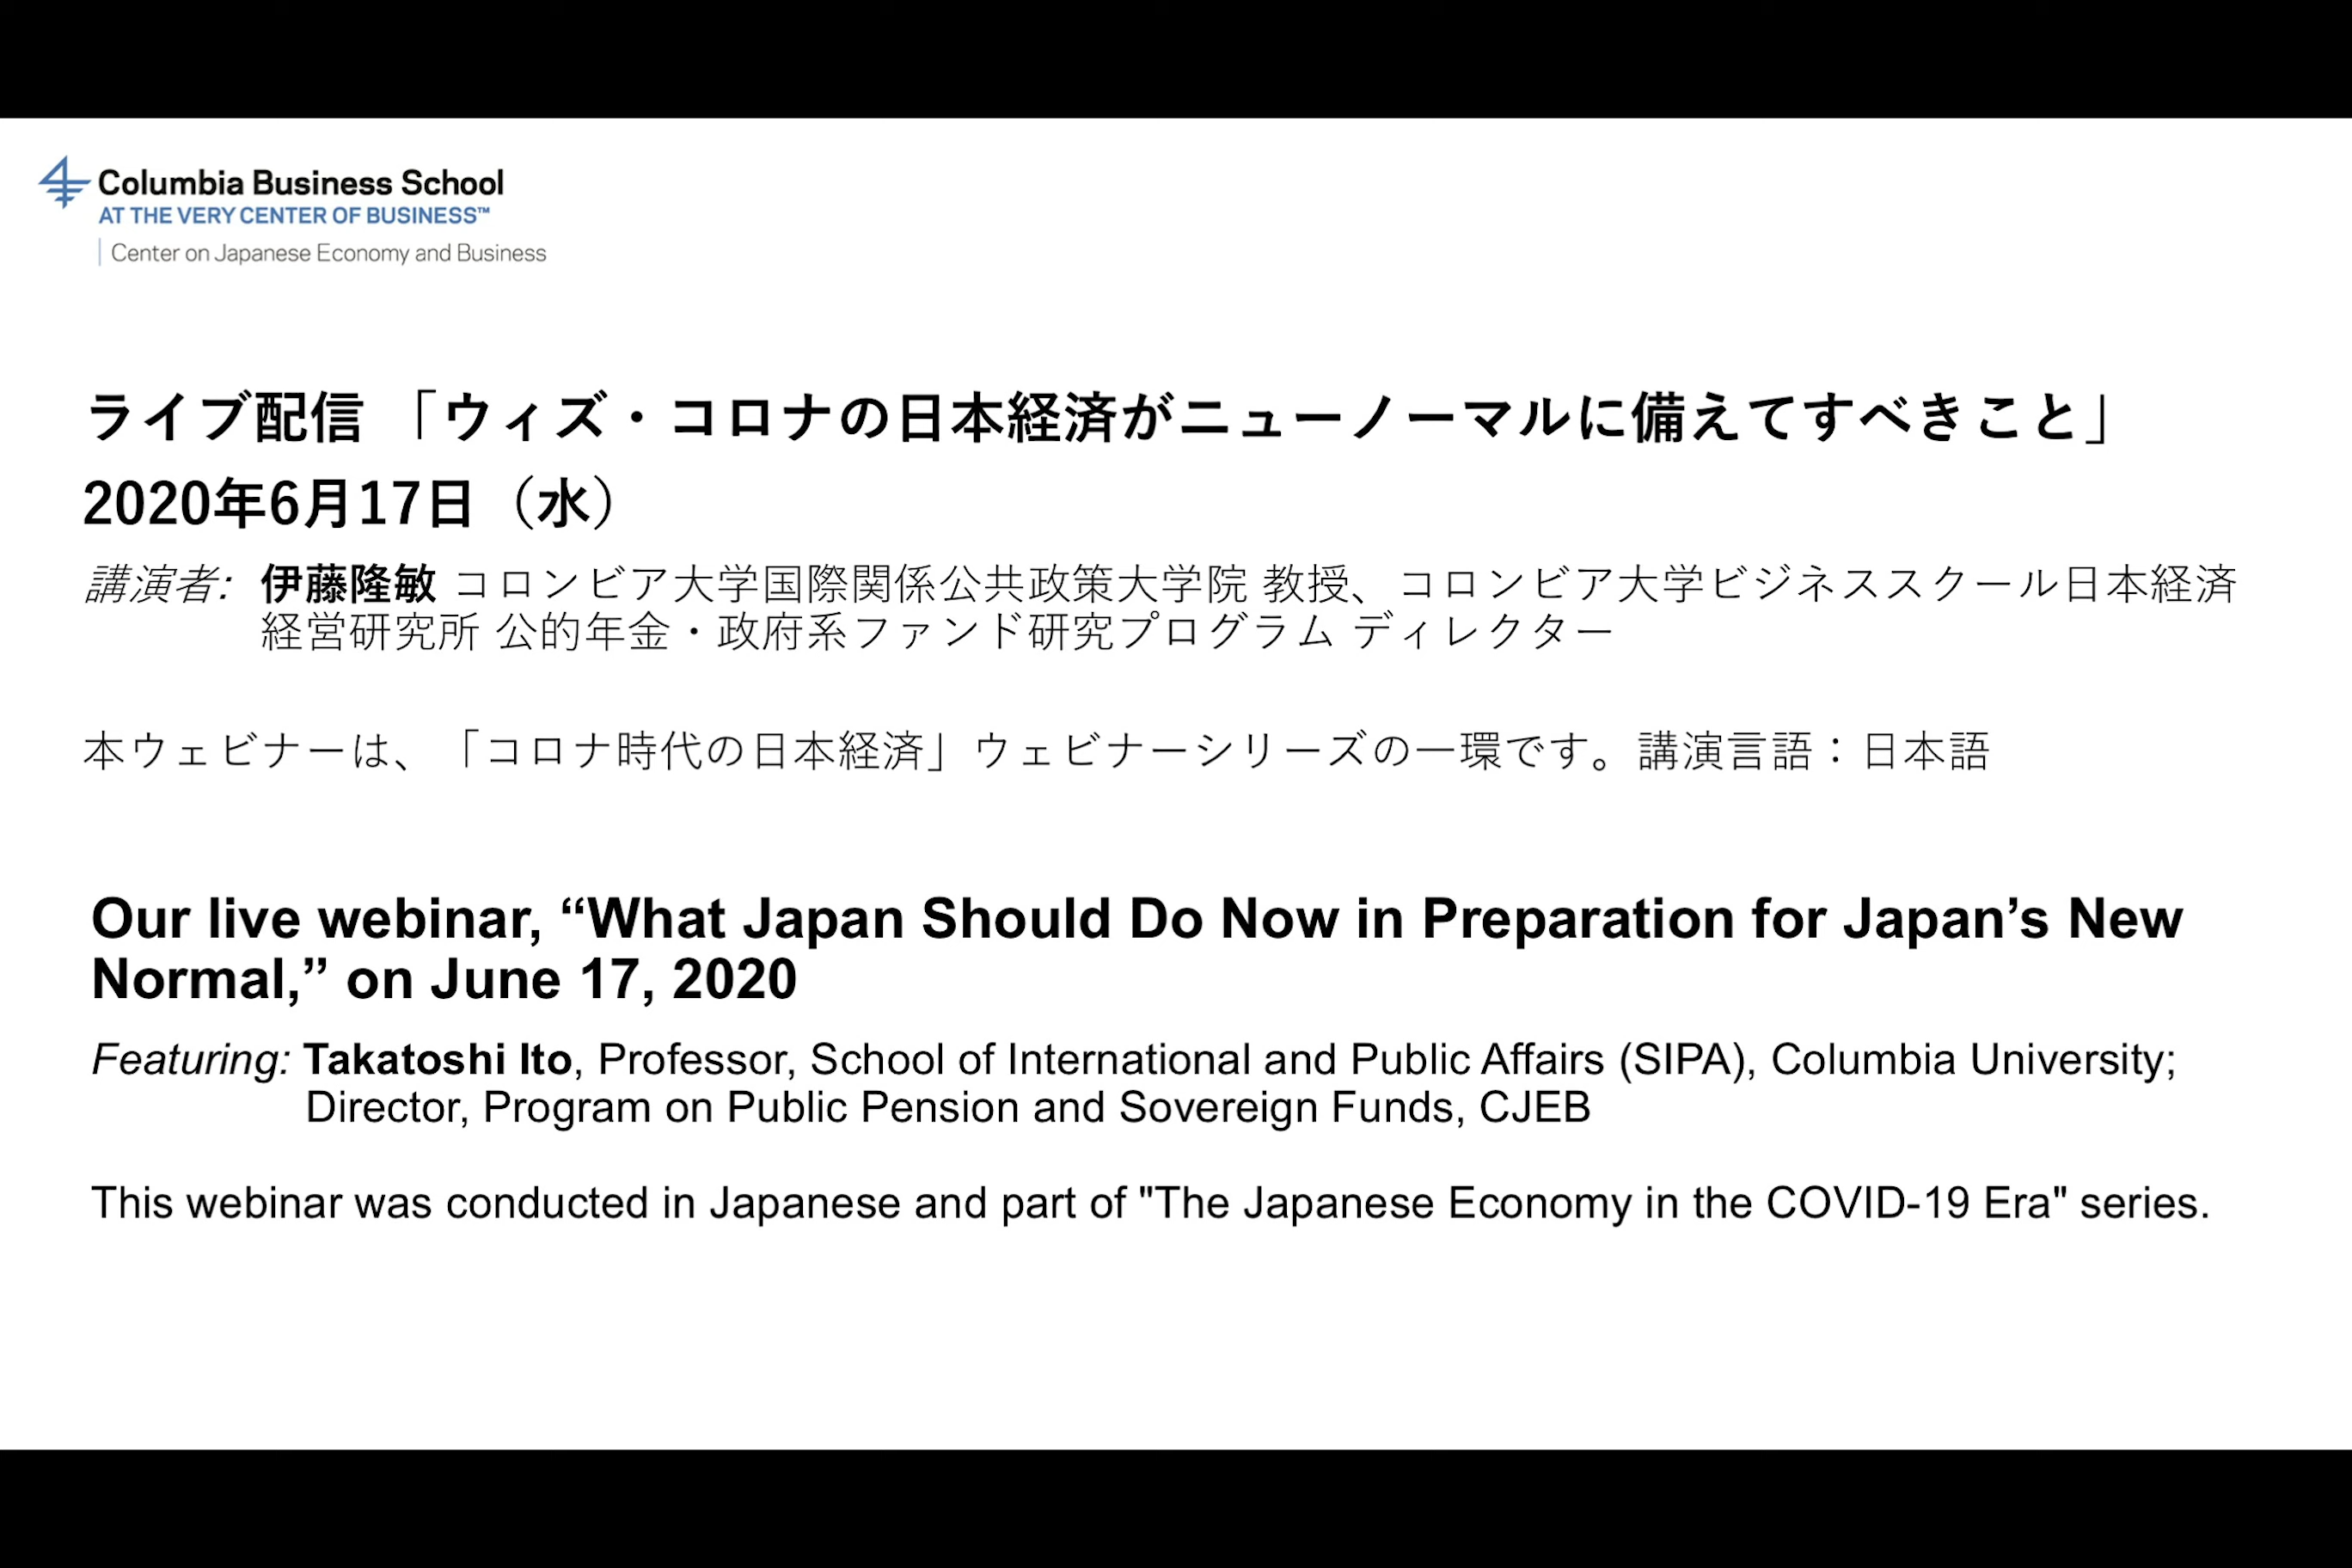 Columbia Business School
AT THE VERY CENTER OF BUSINESS™
Center on Japanese Economy and Business
ライブ配信 「ウィズ・コロナの日本経済がニューノーマルに備えてすべきこと」
2020年6月17日（水）
講演者: 伊藤隆敏 コロンビア大学国際関係公共政策大学院 教授、コロンビア大学ビジネススクール日本経済
経営研究所 公的年金・政府系ファンド研究プログラム ディレクター
本ウェビナーは、「コロナ時代の日本経済」ウェビナーシリーズの一環です。講演言語：日本語
Our live webinar, “What Japan Should Do Now in Preparation for Japan’s New
Normal,” on June 17, 2020
Featuring: Takatoshi Ito, Professor, School of International and Public Affairs (SIPA), Columbia University;
Director, Program on Public Pension and Sovereign Funds, CJEB
This webinar was conducted in Japanese and part of "The Japanese Economy in the COVID-19 Era" series.